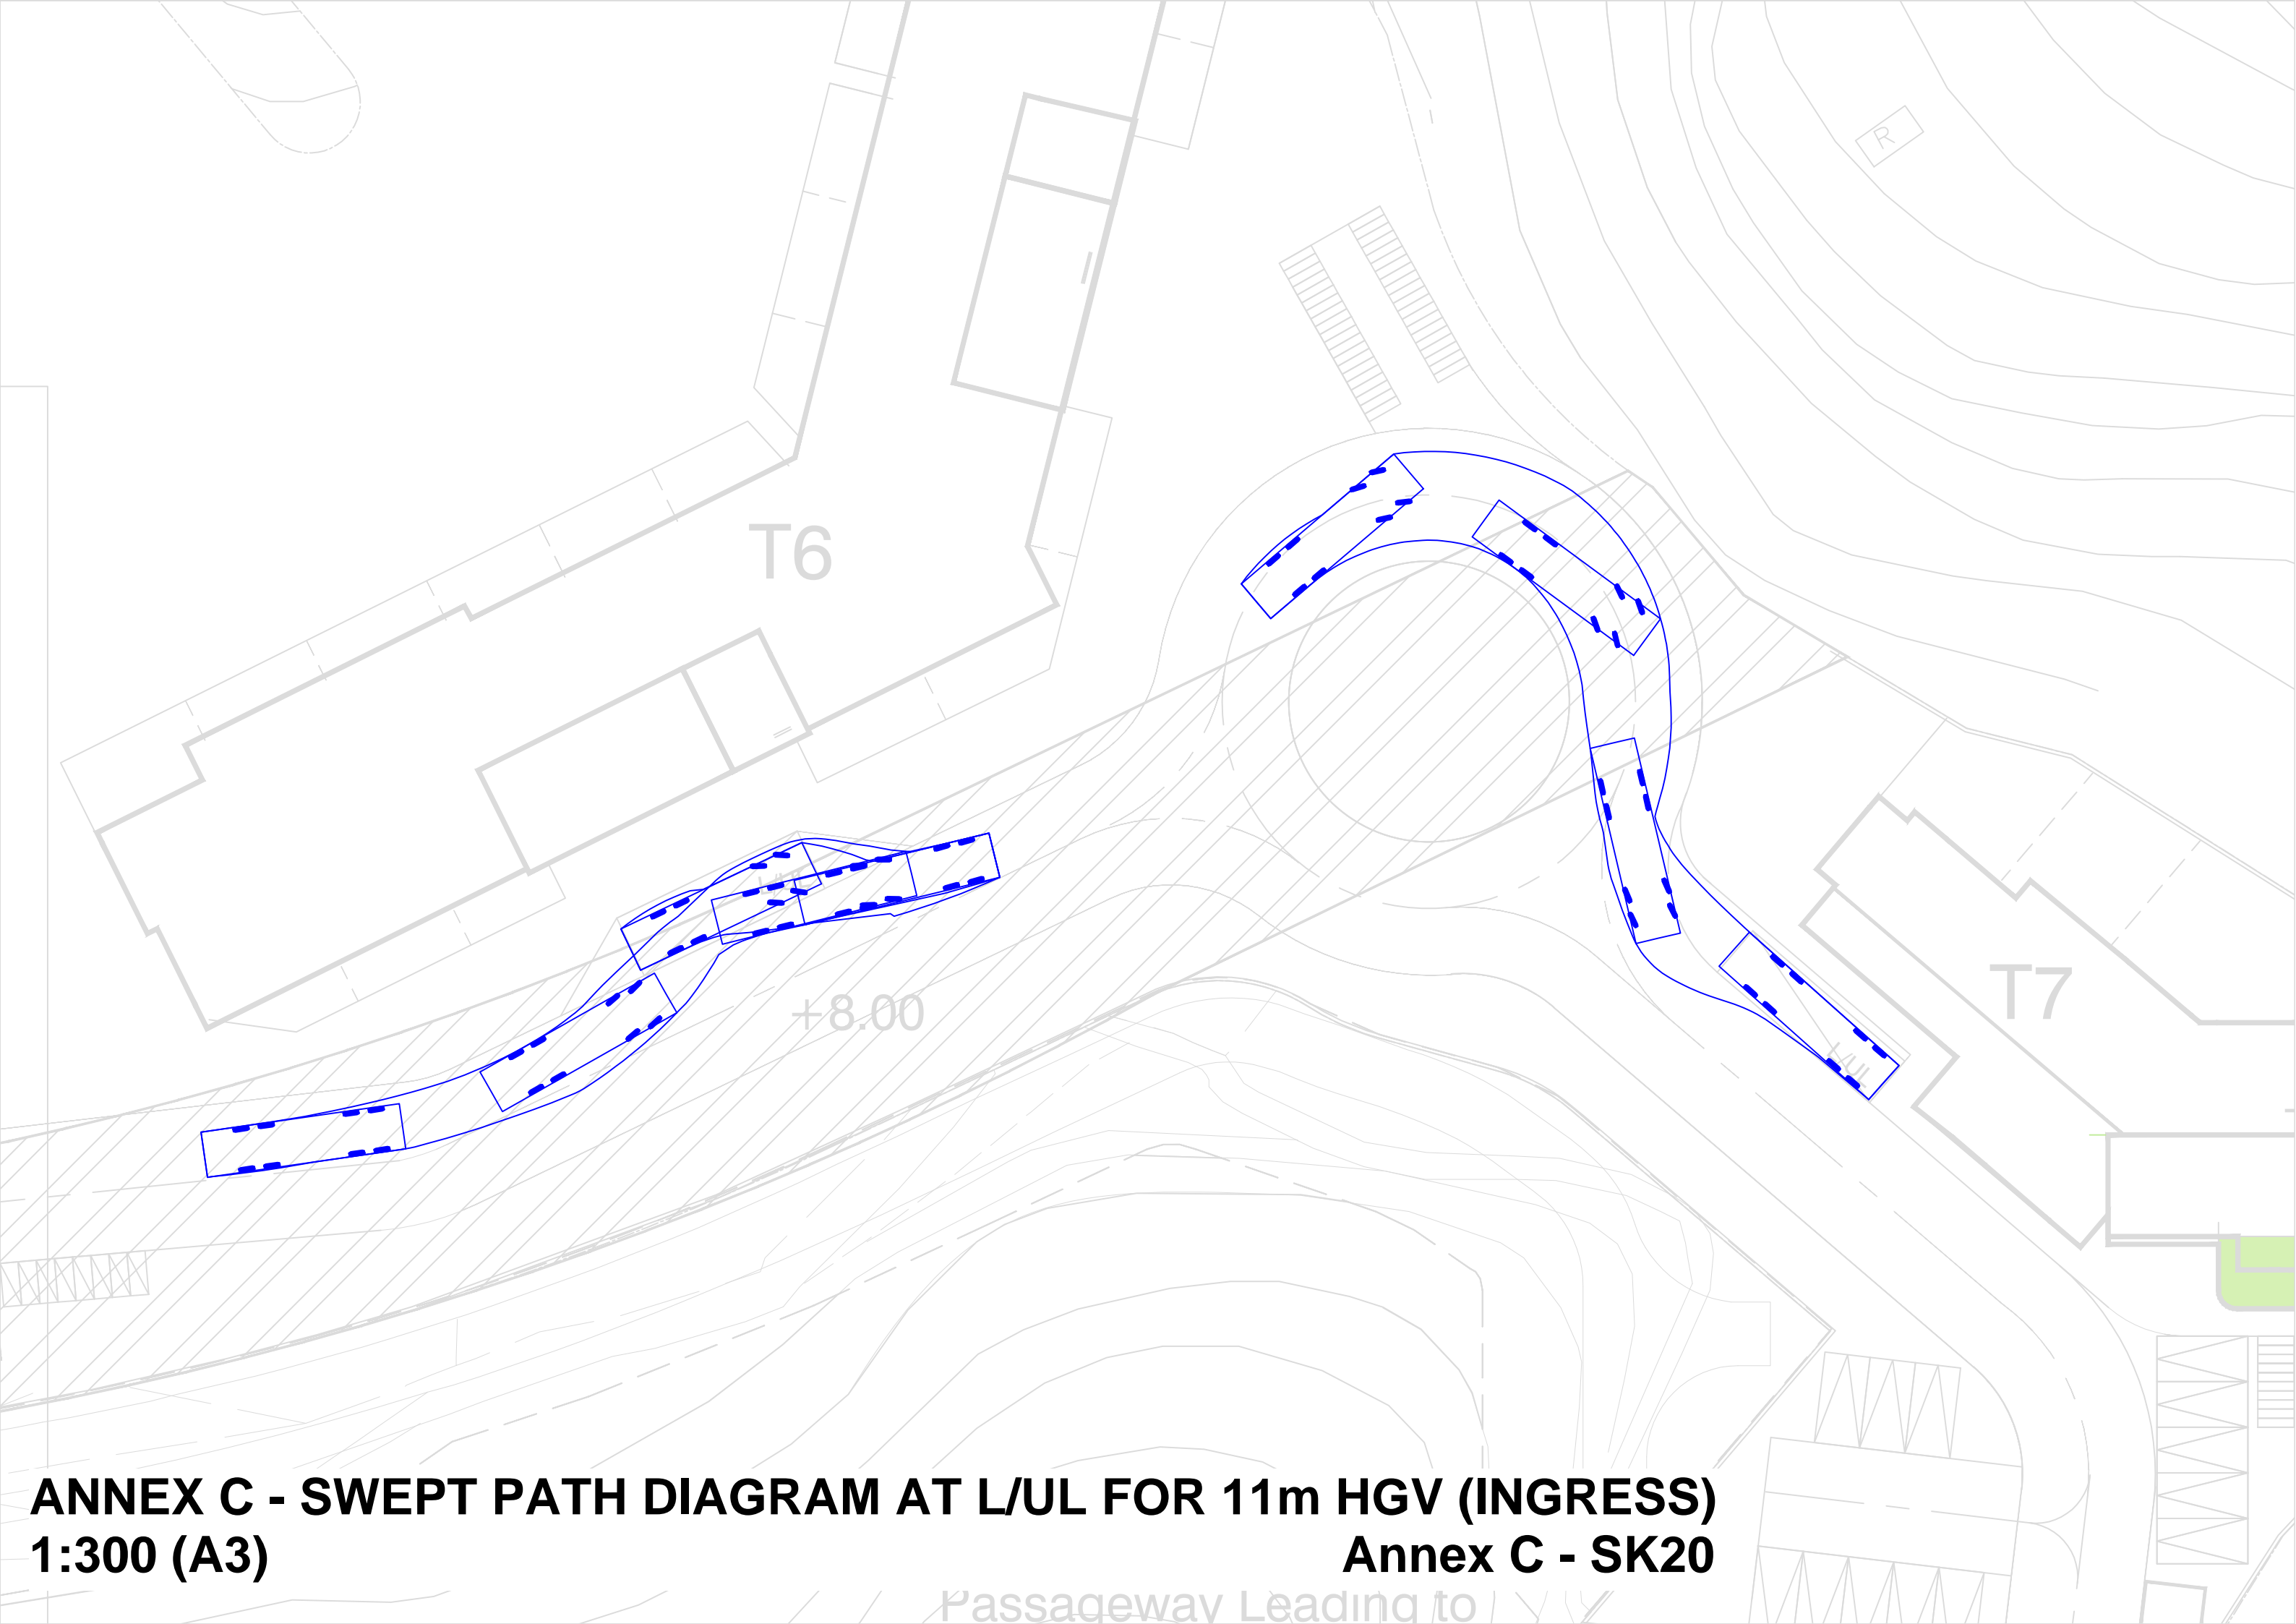 R
T6
T7
+8.00
ANNEX C - SWEPT PATH DIAGRAM AT L/UL FOR 11m HGV (INGRESS)
1:300 (A3)
Annex C - SK20
Passageway Leading to